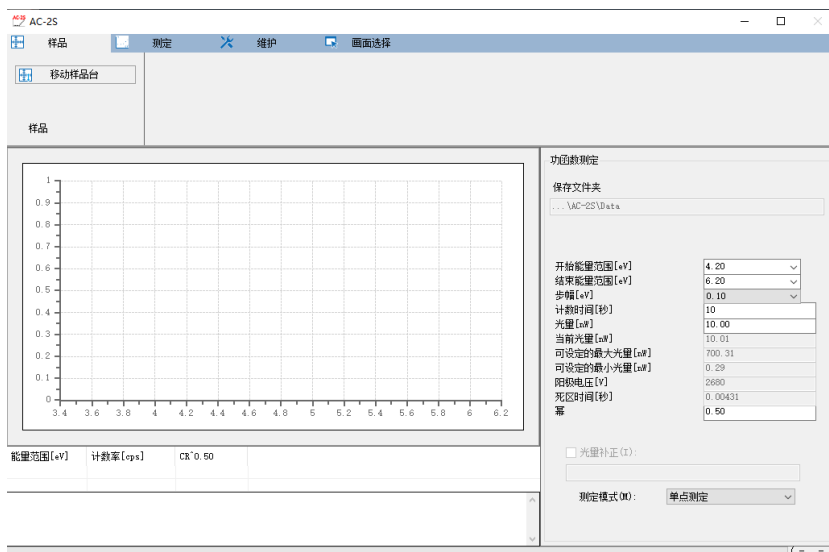 AC-2S
样品 测定 维护 画面选择
移动样品台
样品
功函数测定
保存文件夹
...\AC-2S\Data
1
0.9
0.8
0.7
0.6
0.5
0.4
0.3
0.2
0.1
0
3.4 3.6 3.8 4 4.2 4.4 4.6 4.8 5 5.2 5.4 5.6 5.8 6 6.2
开始能量范围[eV] 4.20
结束能量范围[eV] 6.20
步幅[eV] 0.10
计数时间[秒] 10
光量[nW] 10.00
当前光量[nW] 10.01
可设定的最大光量[nW] 700.31
可设定的最小光量[nW] 0.29
阳极电压[V] 2680
死区时间[秒] 0.00431
幂 0.50
能量范围[eV] 计数率[cps] CR^0.50
光量补正(I):
测定模式(M): 单点测定